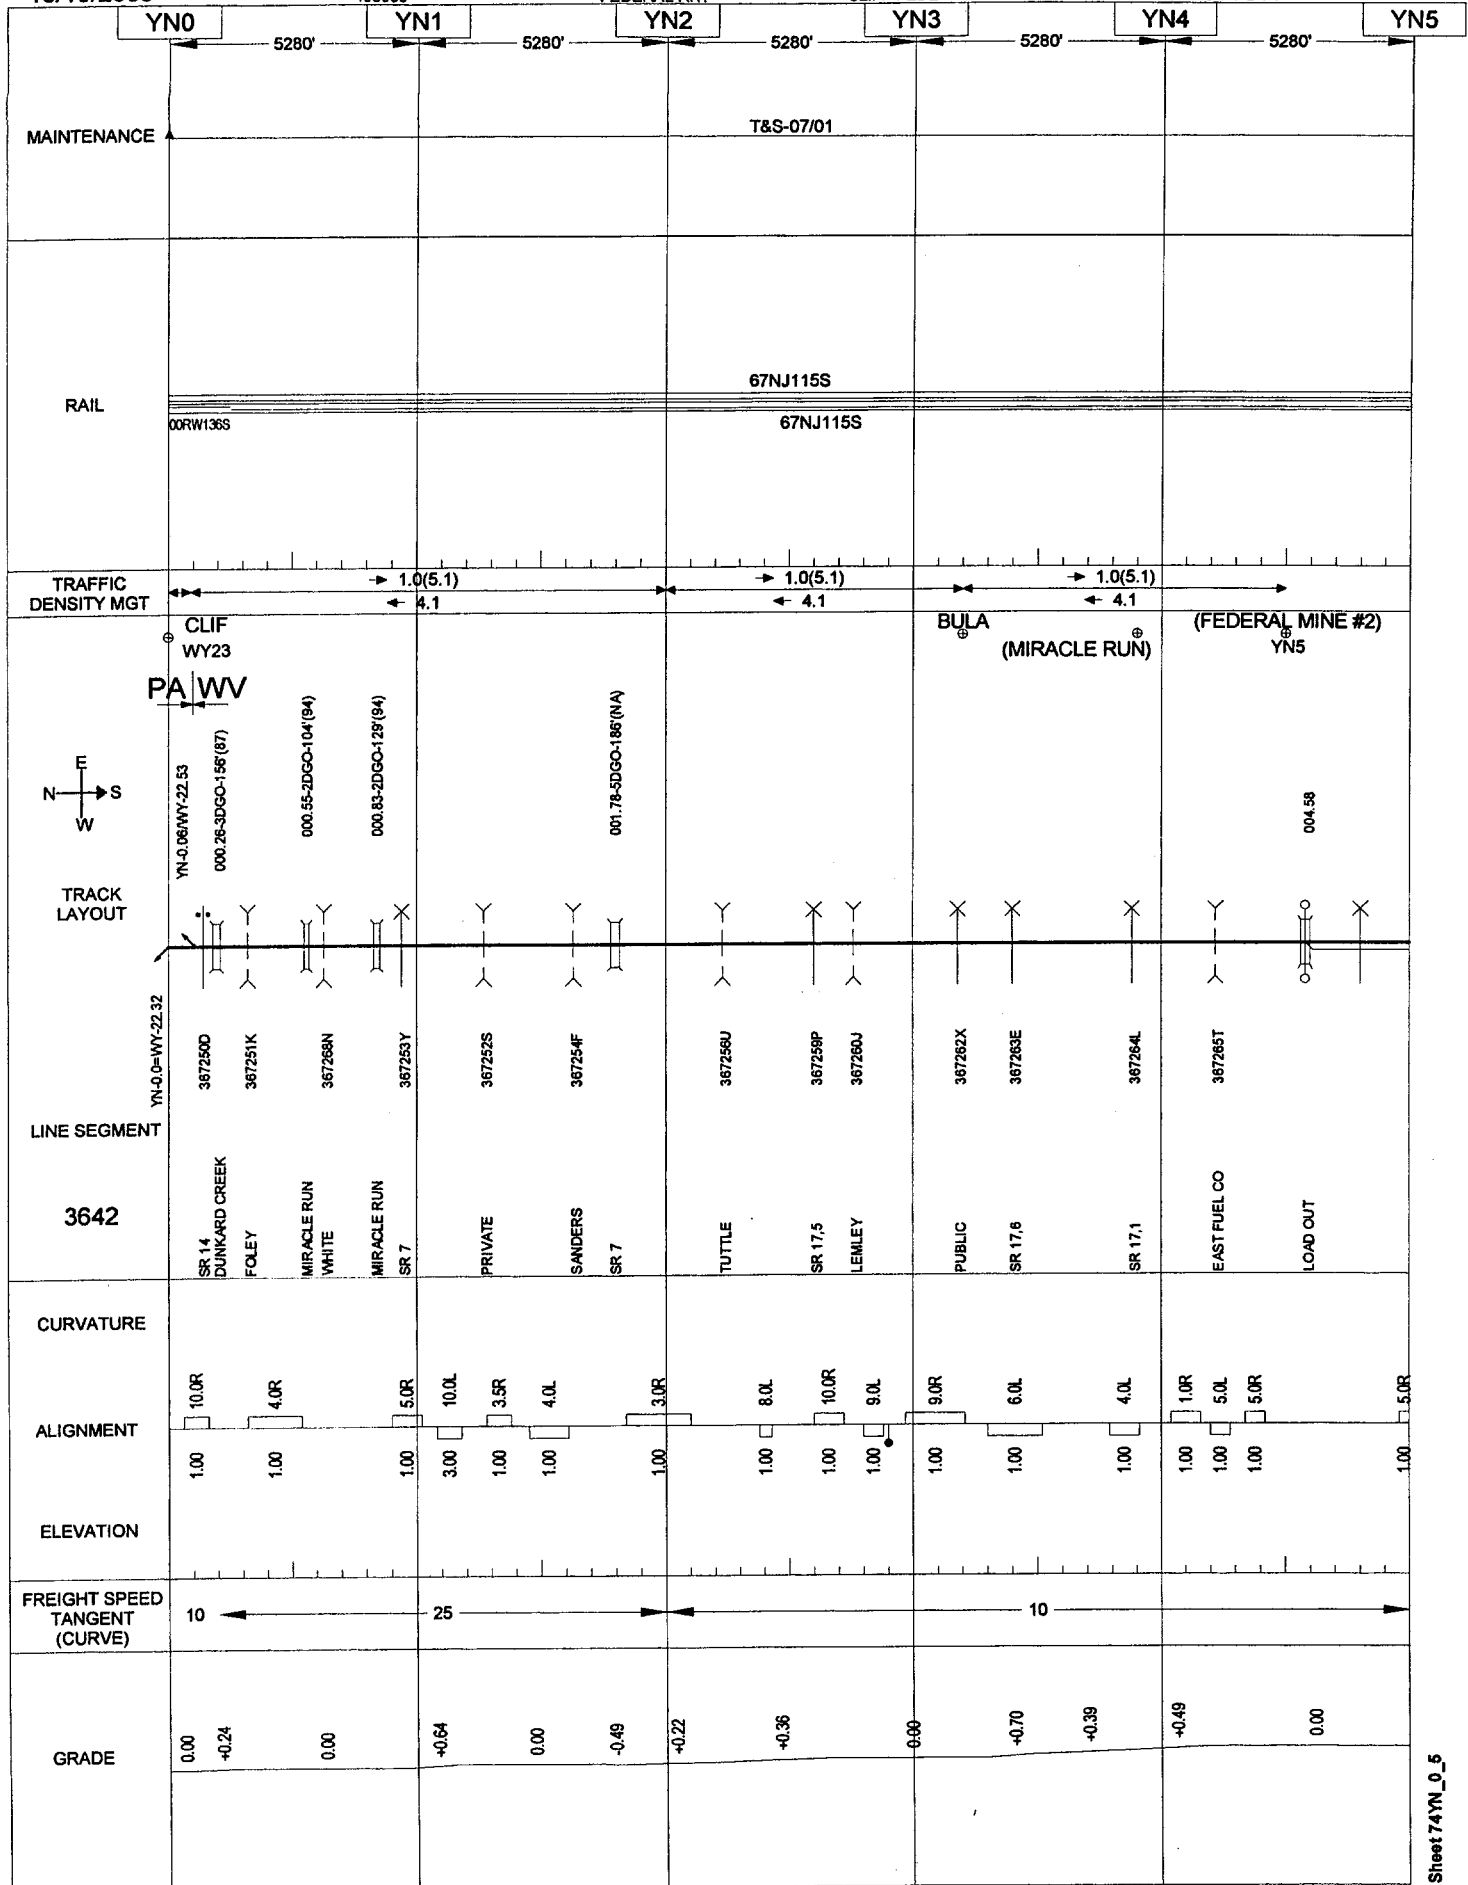 YN0 YN1 YN2 YN3 YN4 YN5
5280' 5280' 5280' 5280' 5280'
MAINTENANCE
T&S-07/01
RAIL
67NJ115S
00RW136S
67NJ115S
TRAFFIC
DENSITY MGT
1.0(5.1) 1.0(5.1) 1.0(5.1)
4.1 4.1 4.1
CLIF
WY23
BULA
(MIRACLE RUN)
(FEDERAL MINE #2)
YN5
PA WV
E
N S
W
YN-0.06/WY-22.53
000.26-3DGO-156'(87)
000.55-2DGO-104'(94)
000.83-2DGO-129'(94)
001.78-5DGO-186'(NA)
004.58
TRACK
LAYOUT
YN-0.0=WY-22.32
367250D
367251K
367268N
367253Y
367252S
367254F
367256U
367259P
367260J
367262X
367263E
367264L
367265T
LINE SEGMENT
3642
SR 14
DUNKARD CREEK
FOLEY
MIRACLE RUN
WHITE
MIRACLE RUN
SR 7
PRIVATE
SANDERS
SR 7
TUTTLE
SR 17,5
LEMLEY
PUBLIC
SR 17,6
SR 17,1
EAST FUEL CO
LOAD OUT
CURVATURE
10.0R 4.0R 5.0R 10.0L 3.5R 4.0L 3.0R 8.0L 10.0R 9.0L 9.0R 6.0L 4.0L 1.0R 5.0L 5.0R 5.0R
ALIGNMENT
1.00 1.00 1.00 3.00 1.00 1.00 1.00 1.00 1.00 1.00 1.00 1.00 1.00 1.00 1.00 1.00 1.00
ELEVATION
FREIGHT SPEED
TANGENT
(CURVE)
10 25 10
GRADE
0.00 +0.24 0.00 +0.64 0.00 -0.49 +0.22 +0.36 0.00 +0.70 +0.39 +0.49 0.00
Sheet 74YN_0_5